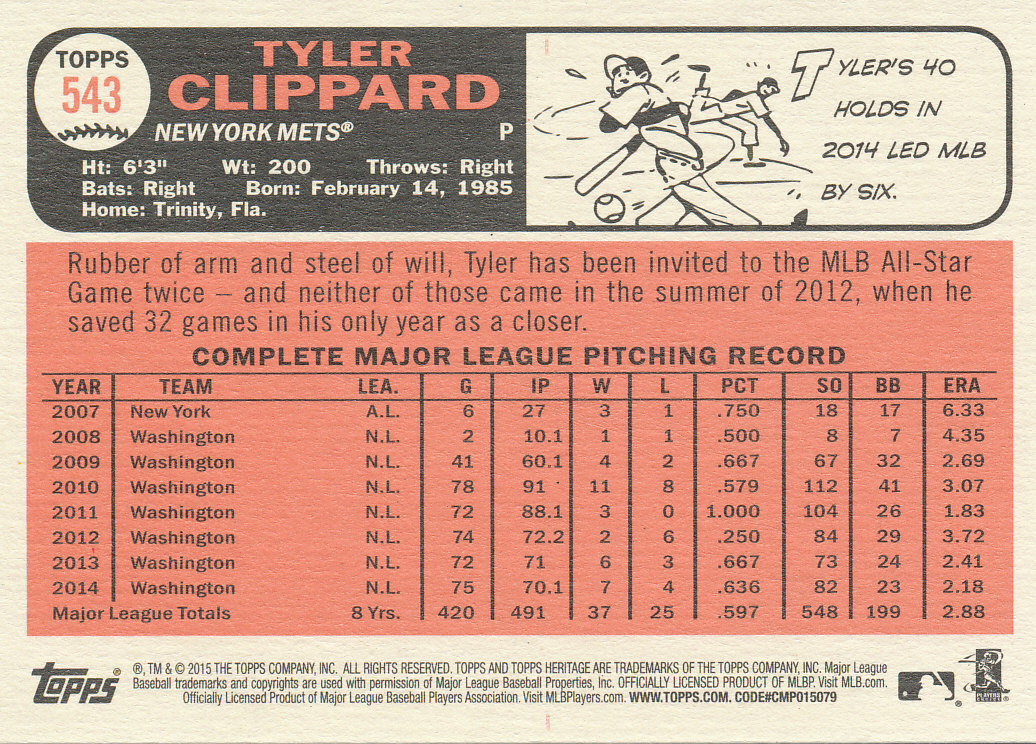 TOPPS
543
TYLER
CLIPPARD
NEW YORK METS® P
Ht: 6'3" Wt: 200 Throws: Right
Bats: Right Born: February 14, 1985
Home: Trinity, Fla.
TYLER'S 40
HOLDS IN
2014 LED MLB
BY SIX.
Rubber of arm and steel of will, Tyler has been invited to the MLB All-Star
Game twice – and neither of those came in the summer of 2012, when he
saved 32 games in his only year as a closer.
COMPLETE MAJOR LEAGUE PITCHING RECORD
YEAR TEAM LEA. G IP W L PCT SO BB ERA
2007 New York A.L. 6 27 3 1 .750 18 17 6.33
2008 Washington N.L. 2 10.1 1 1 .500 8 7 4.35
2009 Washington N.L. 41 60.1 4 2 .667 67 32 2.69
2010 Washington N.L. 78 91 11 8 .579 112 41 3.07
2011 Washington N.L. 72 88.1 3 0 1.000 104 26 1.83
2012 Washington N.L. 74 72.2 2 6 .250 84 29 3.72
2013 Washington N.L. 72 71 6 3 .667 73 24 2.41
2014 Washington N.L. 75 70.1 7 4 .636 82 23 2.18
Major League Totals 8 Yrs. 420 491 37 25 .597 548 199 2.88
Topps®
®, TM & © 2015 THE TOPPS COMPANY, INC. ALL RIGHTS RESERVED. TOPPS AND TOPPS HERITAGE ARE TRADEMARKS OF THE TOPPS COMPANY, INC. Major League
Baseball trademarks and copyrights are used with permission of Major League Baseball Properties, Inc. OFFICIALLY LICENSED PRODUCT OF MLBP. Visit MLB.com.
Officially Licensed Product of Major League Baseball Players Association. Visit MLBPlayers.com. WWW.TOPPS.COM. CODE#CMP015079